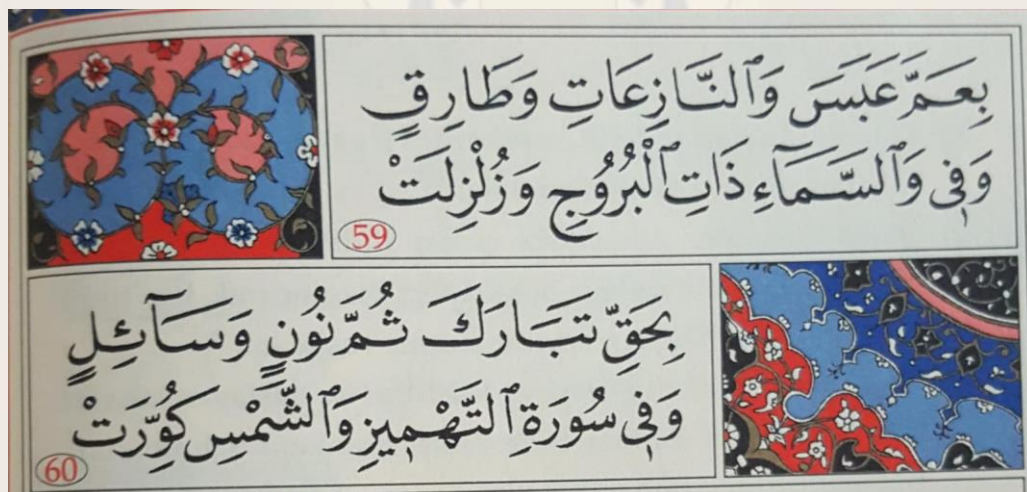 بِعَمَّ عَبَسَ وَٱلنَّازِعَاتِ وَطَارِقٍ
وَفِى وَٱلسَّمَآءِ ذَاتِ ٱلْبُرُوجِ وَزُلْزِلَتْ
59
بِحَقِّ تَبَارَكَ ثُمَّ نُونٍ وَسَآئِلٍ
وَفِى سُورَةِ ٱلتَّهْمِيزِ وَٱلشَّمْسِ كُوِّرَتْ
60